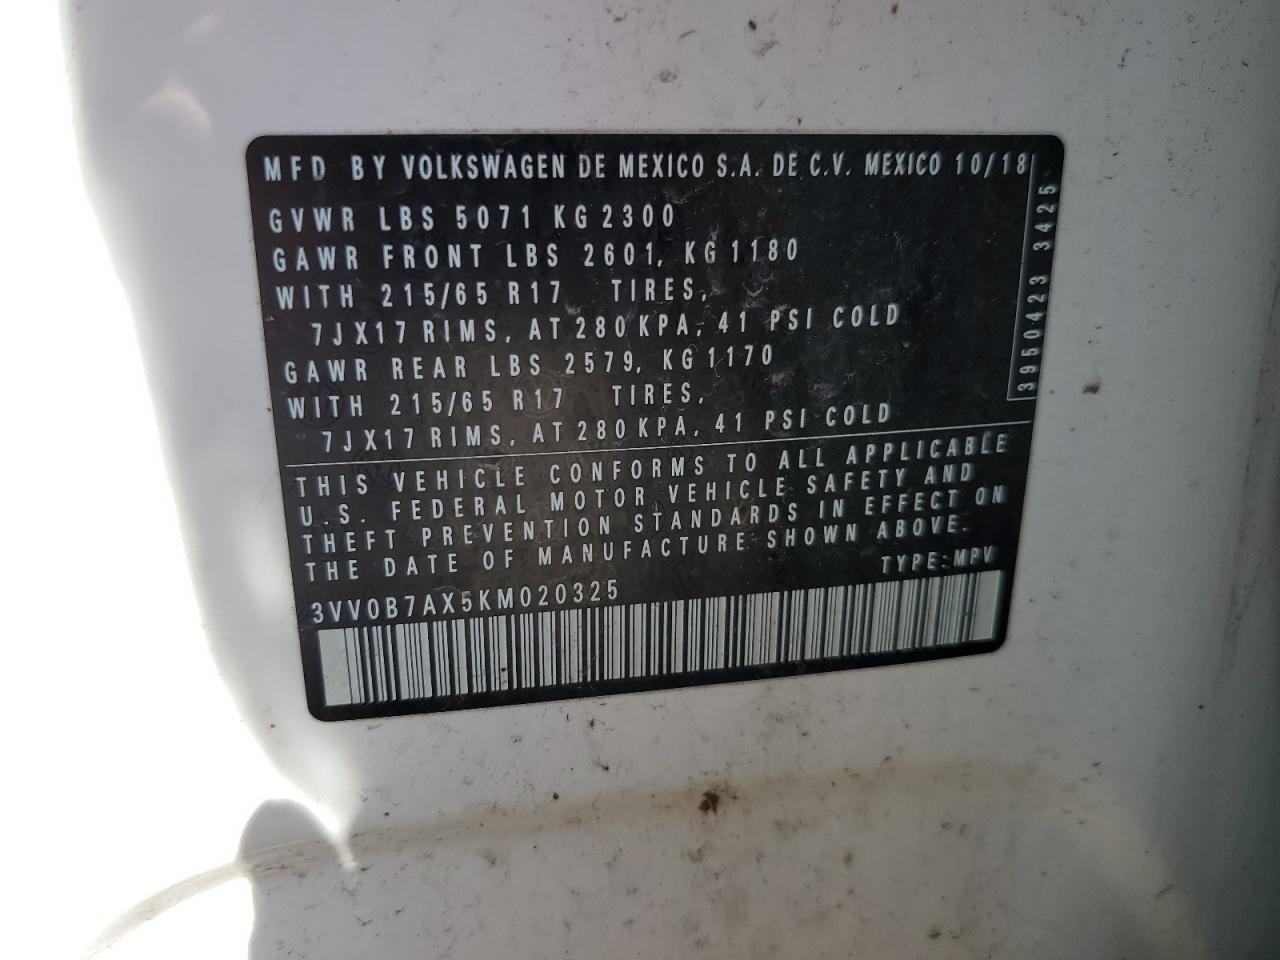 MFD BY VOLKSWAGEN DE MEXICO S.A. DE C.V. MEXICO 10/18
GVWR LBS 5071 KG 2300
GAWR FRONT LBS 2601, KG 1180
WITH 215/65 R17 TIRES,
7JX17 RIMS, AT 280 KPA, 41 PSI COLD
GAWR REAR LBS 2579, KG 1170
WITH 215/65 R17 TIRES,
7JX17 RIMS, AT 280 KPA, 41 PSI COLD
3950423 3425
THIS VEHICLE CONFORMS TO ALL APPLICABLE
U.S. FEDERAL MOTOR VEHICLE SAFETY AND
THEFT PREVENTION STANDARDS IN EFFECT ON
THE DATE OF MANUFACTURE SHOWN ABOVE.
TYPE: MPV
3VV0B7AX5KM020325